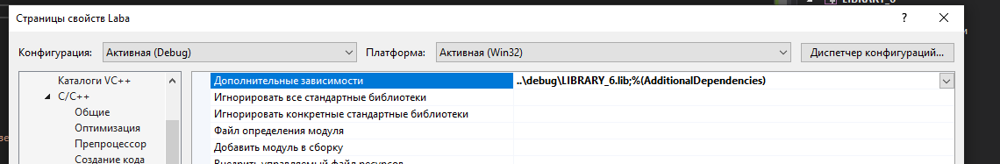 LIBRARY_6
Страницы свойств Laba
Конфигурация: Активная (Debug) Платформа: Активная (Win32) Диспетчер конфигураций...
Каталоги VC++
C/C++
Общие
Оптимизация
Препроцессор
Создание кода
Дополнительные зависимости ..\debug\LIBRARY_6.lib;%(AdditionalDependencies)
Игнорировать все стандартные библиотеки
Игнорировать конкретные стандартные библиотеки
Файл определения модуля
Добавить модуль в сборку
Внедрить управляемый файл ресурсов